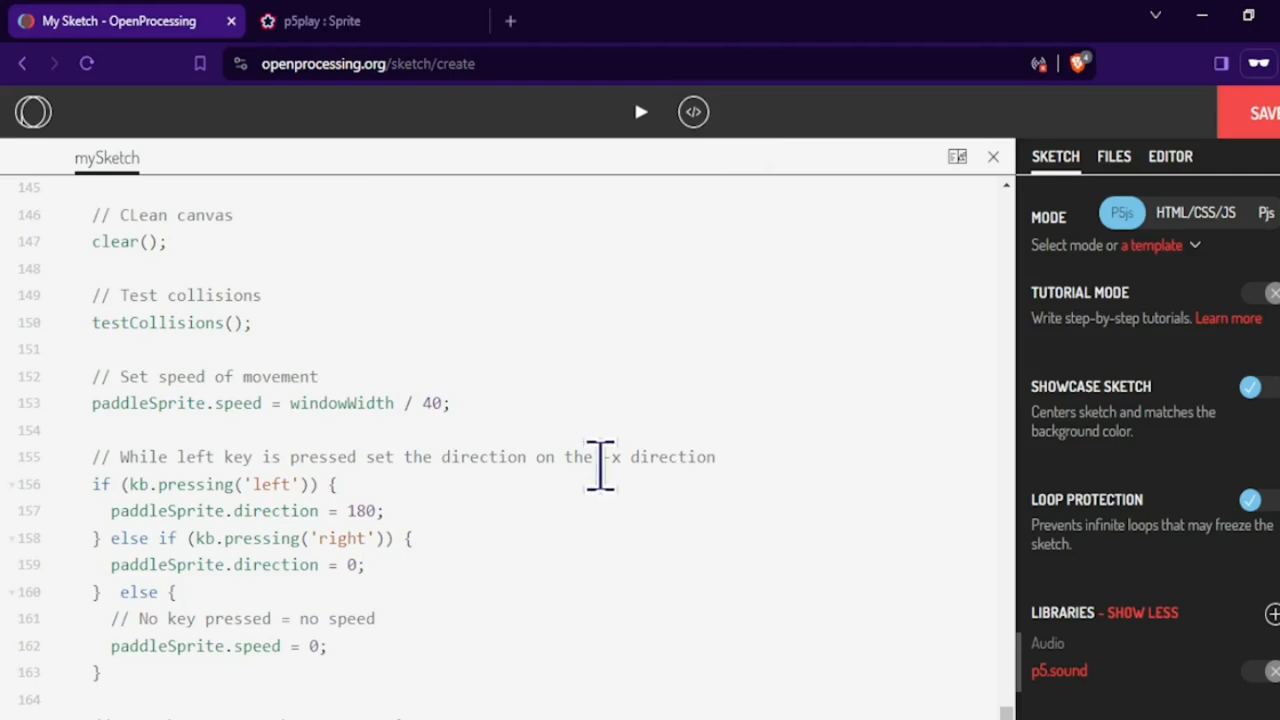 My Sketch - OpenProcessing
p5play : Sprite
openprocessing.org/sketch/create
4
</>
mySketch
SKETCH FILES EDITOR
145
146 // CLean canvas
147 clear();
148
149 // Test collisions
150 testCollisions();
151
152 // Set speed of movement
153 paddleSprite.speed = windowWidth / 40;
154
155 // While left key is pressed set the direction on the -x direction
156 if (kb.pressing('left')) {
157 paddleSprite.direction = 180;
158 } else if (kb.pressing('right')) {
159 paddleSprite.direction = 0;
160 } else {
161 // No key pressed = no speed
162 paddleSprite.speed = 0;
163 }
164
SAV
MODE P5js HTML/CSS/JS Pjs
Select mode or a template
TUTORIAL MODE
Write step-by-step tutorials. Learn more
SHOWCASE SKETCH
Centers sketch and matches the
background color.
LOOP PROTECTION
Prevents infinite loops that may freeze the
sketch.
LIBRARIES - SHOW LESS
Audio
p5.sound